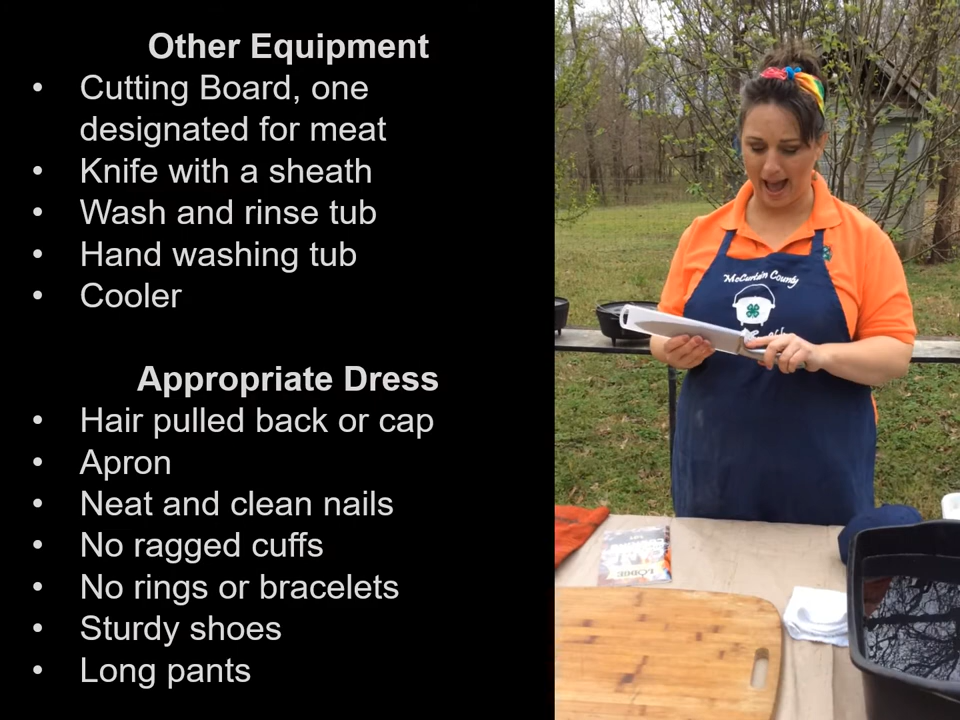 Other Equipment
• Cutting Board, one
designated for meat
• Knife with a sheath
• Wash and rinse tub
• Hand washing tub
• Cooler
Appropriate Dress
• Hair pulled back or cap
• Apron
• Neat and clean nails
• No ragged cuffs
• No rings or bracelets
• Sturdy shoes
• Long pants
McCurtain County
LODGE